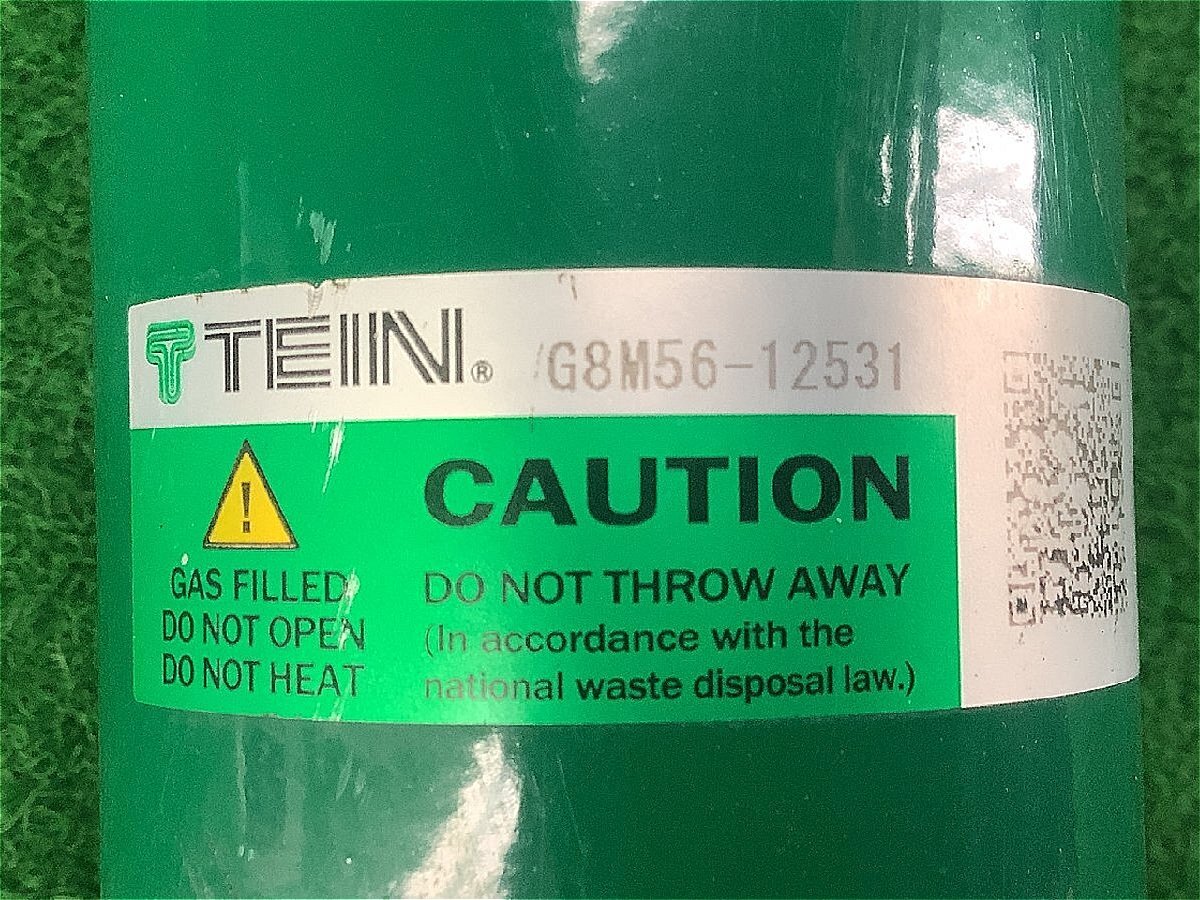 TEIN® G8M56-12531
CAUTION
GAS FILLED
DO NOT OPEN
DO NOT HEAT
DO NOT THROW AWAY
(In accordance with the
national waste disposal law.)